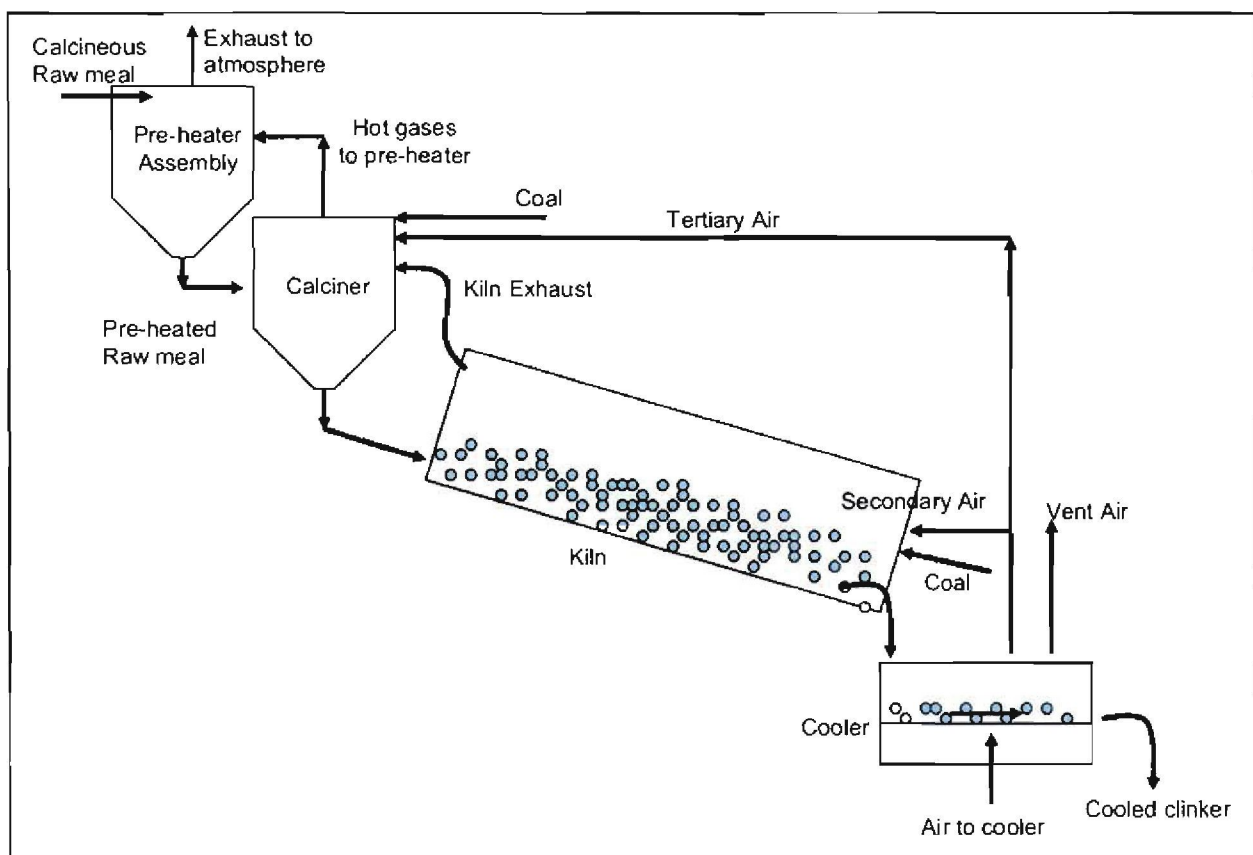 Calcineous
Raw meal
Exhaust to
atmosphere
Pre-heater
Assembly
Hot gases
to pre-heater
Coal
Tertiary Air
Calciner
Kiln Exhaust
Pre-heated
Raw meal
Secondary Air
Vent Air
Kiln
Coal
Cooler
Air to cooler
Cooled clinker